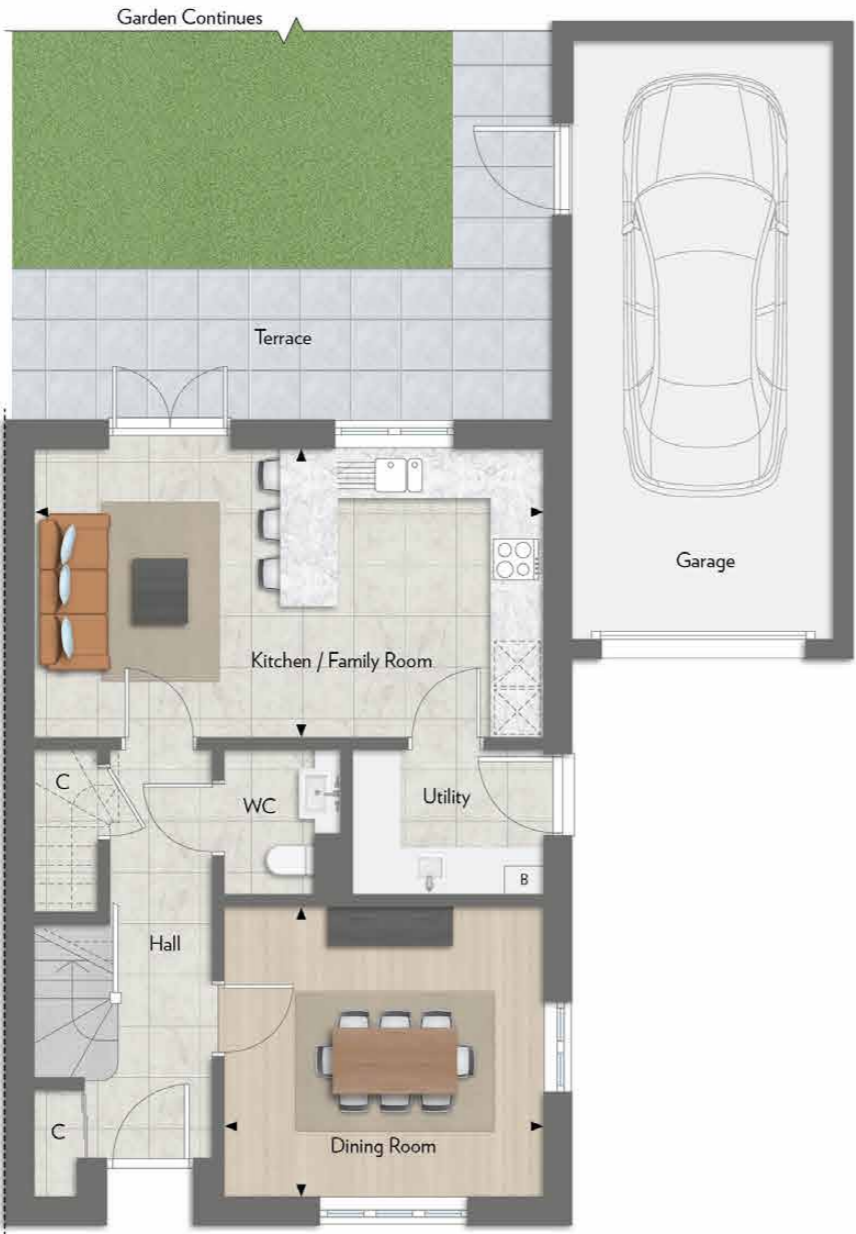 Garden Continues
Terrace
Garage
Kitchen / Family Room
C
WC
Utility
B
Hall
C
Dining Room